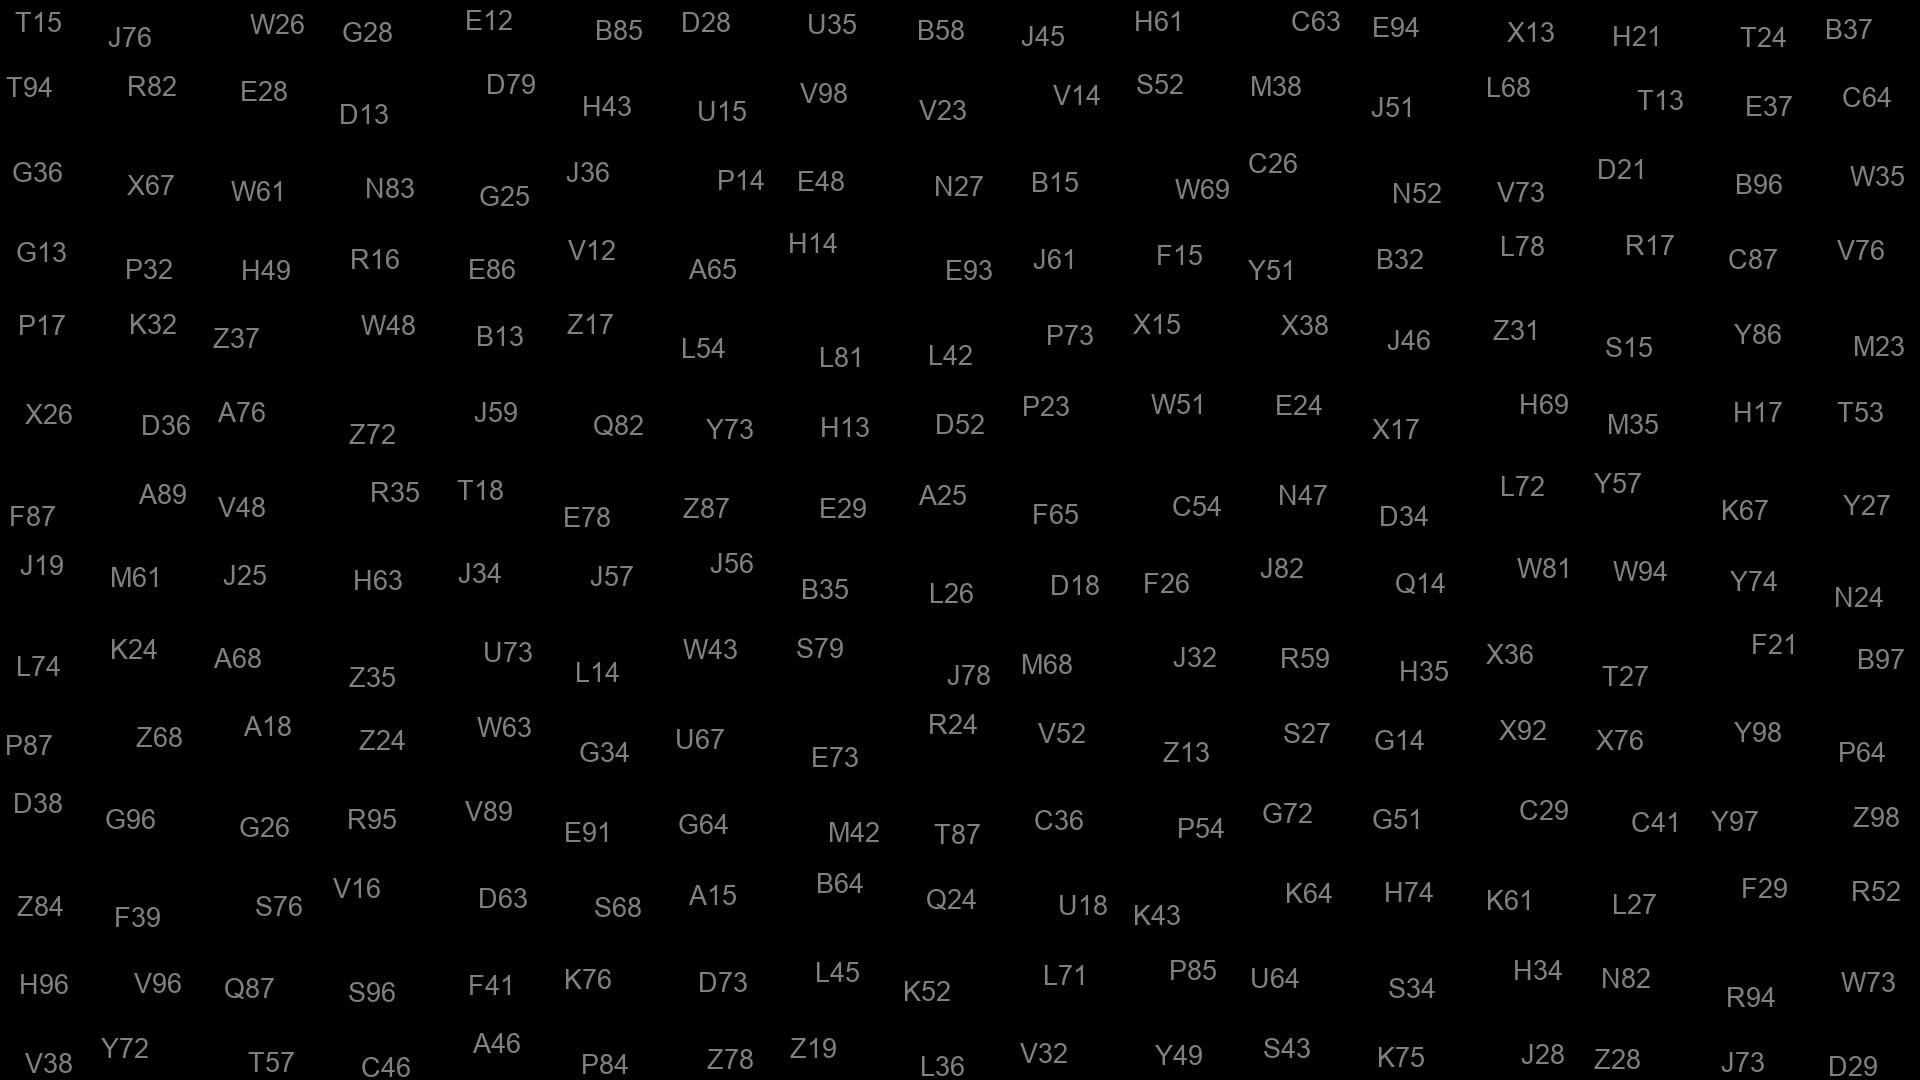 T15 J76 W26 G28 E12 B85 D28 U35 B58 J45 H61 C63 E94 X13 H21 T24 B37
T94 R82 E28 D13 D79 H43 U15 V98 V23 V14 S52 M38 J51 L68 T13 E37 C64
G36 X67 W61 N83 G25 J36 P14 E48 N27 B15 W69 C26 N52 V73 D21 B96 W35
G13 P32 H49 R16 E86 V12 A65 H14 E93 J61 F15 Y51 B32 L78 R17 C87 V76
P17 K32 Z37 W48 B13 Z17 L54 L81 L42 P73 X15 X38 J46 Z31 S15 Y86 M23
X26 D36 A76 Z72 J59 Q82 Y73 H13 D52 P23 W51 E24 X17 H69 M35 H17 T53
F87 A89 V48 R35 T18 E78 Z87 E29 A25 F65 C54 N47 D34 L72 Y57 K67 Y27
J19 M61 J25 H63 J34 J57 J56 B35 L26 D18 F26 J82 Q14 W81 W94 Y74 N24
L74 K24 A68 Z35 U73 L14 W43 S79 J78 M68 J32 R59 H35 X36 T27 F21 B97
P87 Z68 A18 Z24 W63 G34 U67 E73 R24 V52 Z13 S27 G14 X92 X76 Y98 P64
D38 G96 G26 R95 V89 E91 G64 M42 T87 C36 P54 G72 G51 C29 C41 Y97 Z98
Z84 F39 S76 V16 D63 S68 A15 B64 Q24 U18 K43 K64 H74 K61 L27 F29 R52
H96 V96 Q87 S96 F41 K76 D73 L45 K52 L71 P85 U64 S34 H34 N82 R94 W73
V38 Y72 T57 C46 A46 P84 Z78 Z19 L36 V32 Y49 S43 K75 J28 Z28 J73 D29